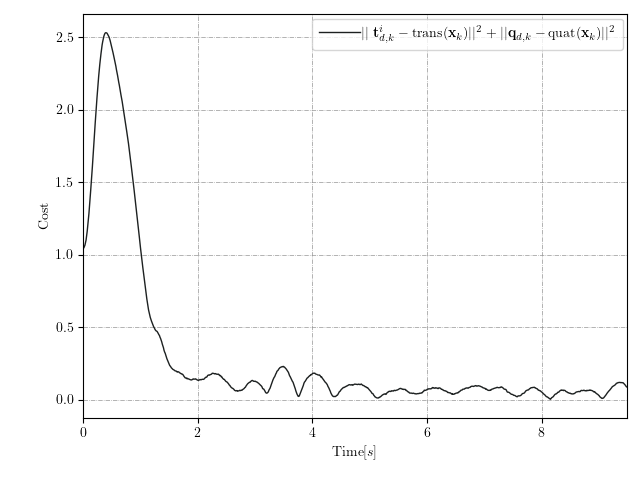 || t^i_{d,k} − trans(x_k)||^2 + ||q_{d,k} − quat(x_k)||^2
2.5
2.0
1.5
1.0
0.5
0.0
Cost
0 2 4 6 8
Time[s]